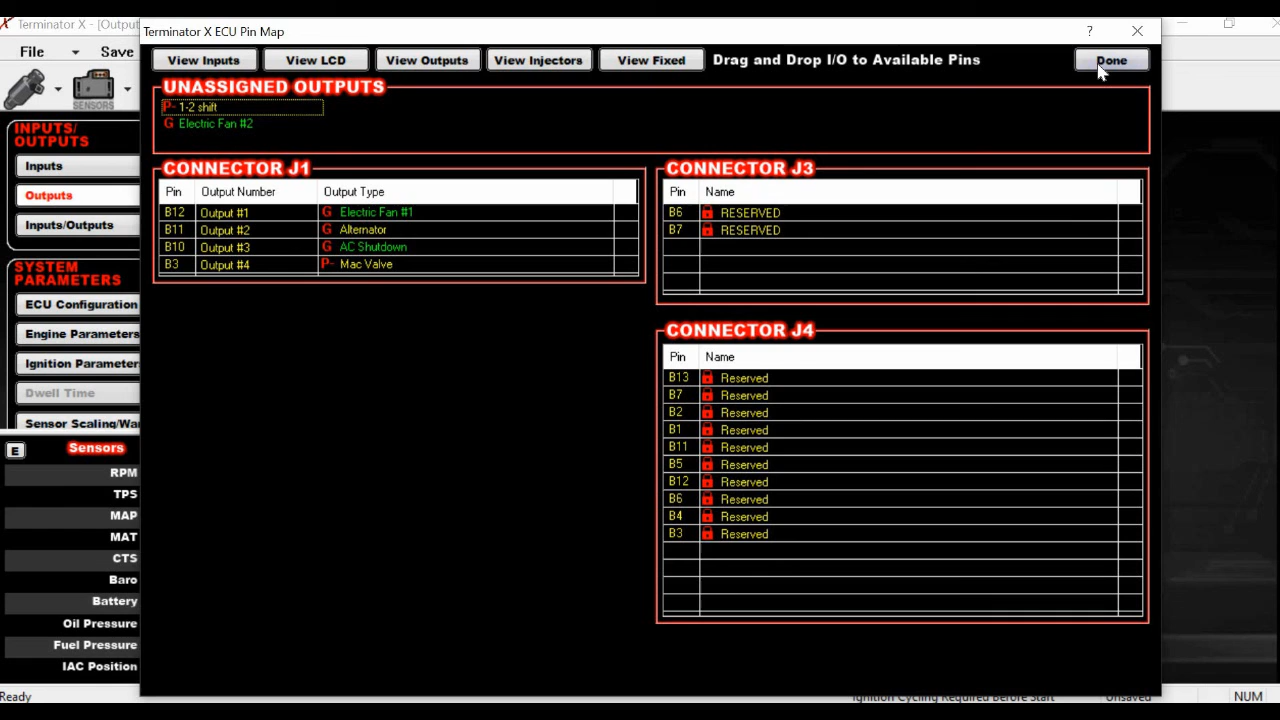 Terminator X - [Output
Terminator X ECU Pin Map
?
File
Save
View Inputs
View LCD
View Outputs
View Injectors
View Fixed
Drag and Drop I/O to Available Pins
Done
SENSORS
UNASSIGNED OUTPUTS
P- 1-2 shift
G Electric Fan #2
INPUTS/
OUTPUTS
Inputs
Outputs
Inputs/Outputs
SYSTEM
PARAMETERS
ECU Configuration
Engine Parameters
Ignition Parameter
Dwell Time
Sensor Scaling/Wa
CONNECTOR J1
Pin Output Number Output Type
B12 Output #1 G Electric Fan #1
B11 Output #2 G Alternator
B10 Output #3 G AC Shutdown
B3 Output #4 P- Mac Valve
CONNECTOR J3
Pin Name
B6 RESERVED
B7 RESERVED
CONNECTOR J4
Pin Name
B13 Reserved
B7 Reserved
B2 Reserved
B1 Reserved
B11 Reserved
B5 Reserved
B12 Reserved
B6 Reserved
B4 Reserved
B3 Reserved
E Sensors
RPM
TPS
MAP
MAT
CTS
Baro
Battery
Oil Pressure
Fuel Pressure
IAC Position
Ready
Ignition Cycling Required Before Start
Unsaved
NUM